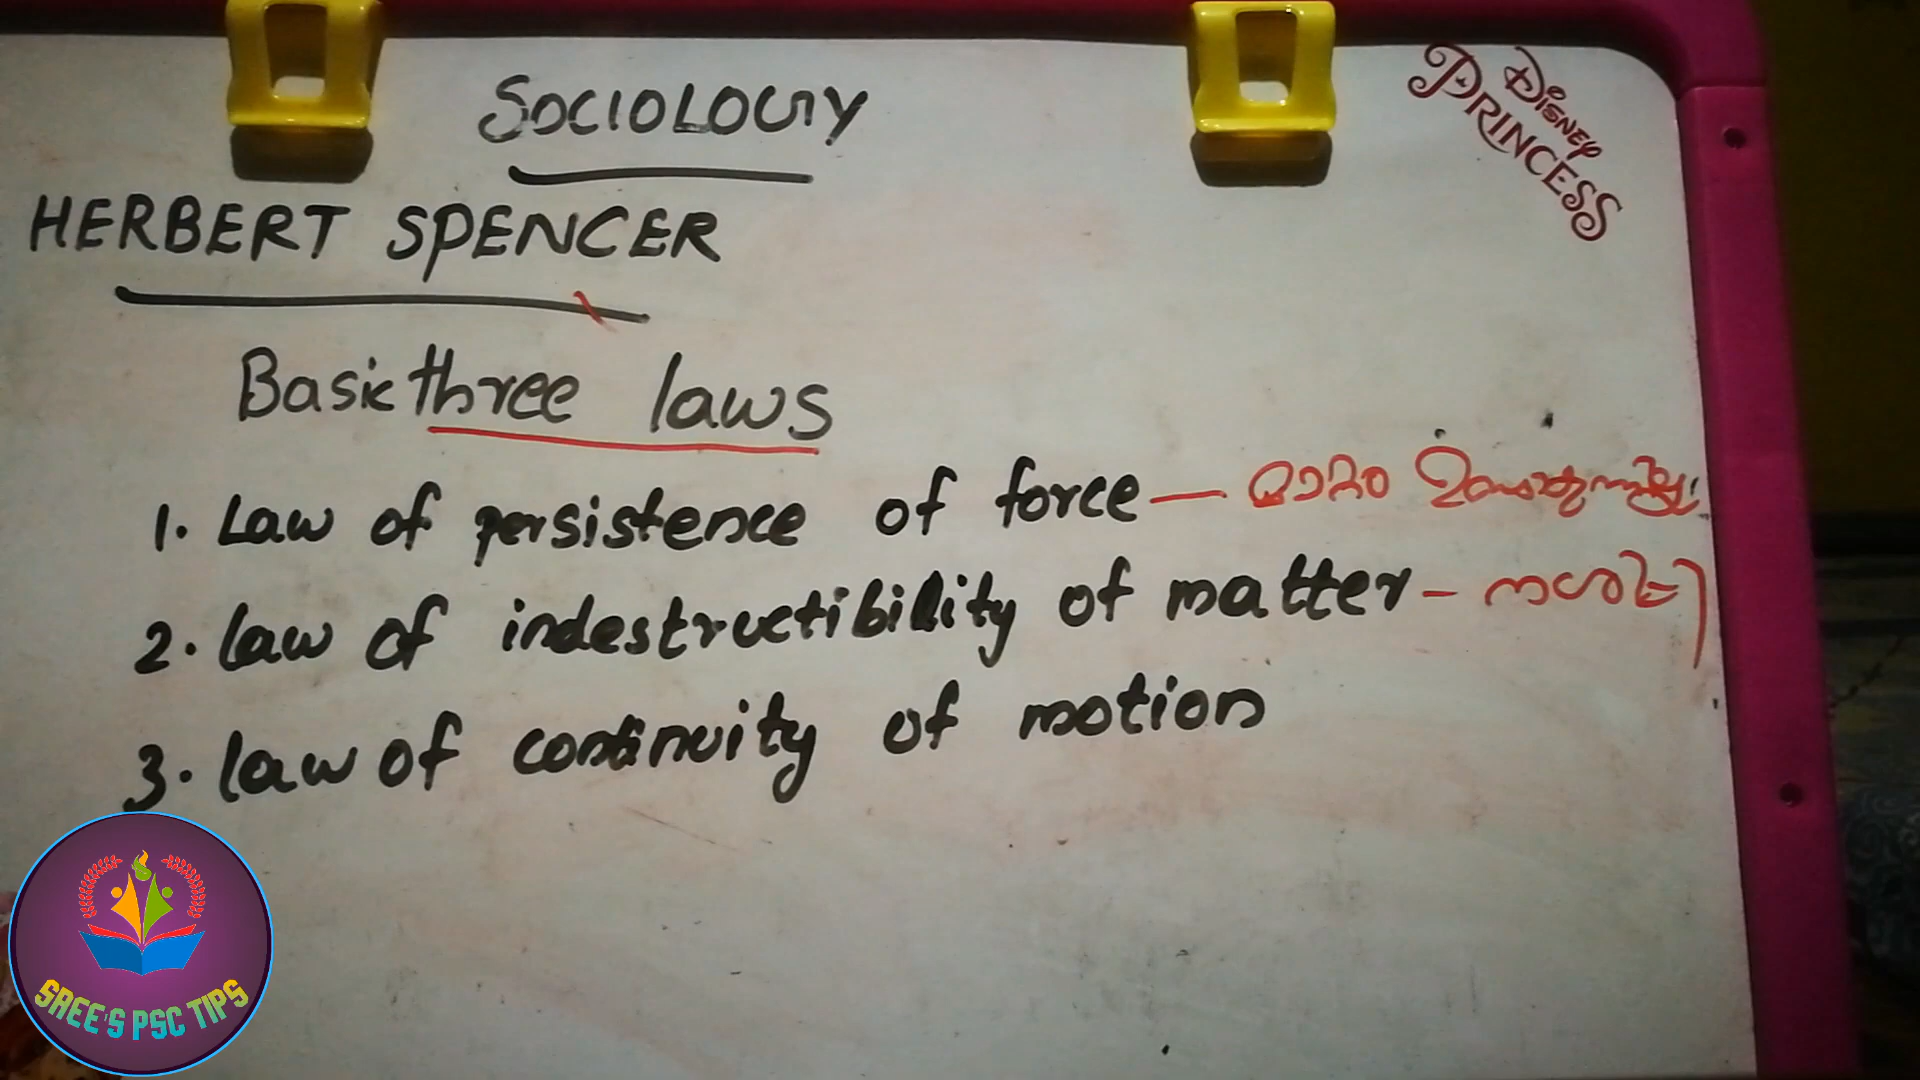 SOCIOLOGY
DISNEY
PRINCESS
HERBERT SPENCER
Basic three laws
1. Law of persistence of force — മാറ്റം
2. law of indestructibility of matter -
3. law of continuity of motion
SREE'S PSC TIPS